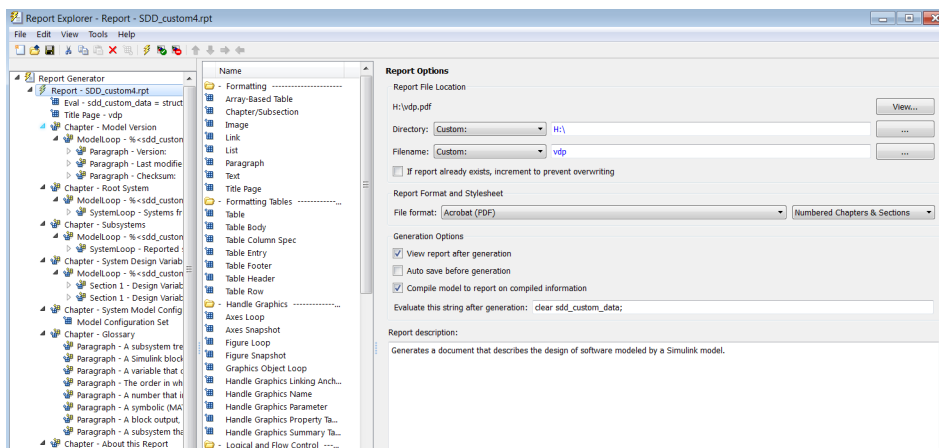 Report Explorer - Report - SDD_custom4.rpt
File Edit View Tools Help
Report Generator
Report - SDD_custom4.rpt
Eval - sdd_custom_data = struct
Title Page - vdp
Chapter - Model Version
ModelLoop - %<sdd_custon
Paragraph - Version:
Paragraph - Last modifie
Paragraph - Checksum:
Chapter - Root System
ModelLoop - %<sdd_custon
SystemLoop - Systems fr
Chapter - Subsystems
ModelLoop - %<sdd_custon
SystemLoop - Reported s
Chapter - System Design Variab
ModelLoop - %<sdd_custon
Section 1 - Design Variab
Section 1 - Design Variab
Chapter - System Model Config
Model Configuration Set
Chapter - Glossary
Paragraph - A subsystem tre
Paragraph - A Simulink block
Paragraph - A variable that c
Paragraph - The order in wh
Paragraph - A number that i
Paragraph - A symbolic (MA
Paragraph - A block output,
Paragraph - A subsystem tha
Chapter - About this Report
Name
- Formatting ----------------------
Array-Based Table
Chapter/Subsection
Image
Link
List
Paragraph
Text
Title Page
- Formatting Tables ------------...
Table
Table Body
Table Column Spec
Table Entry
Table Footer
Table Header
Table Row
- Handle Graphics -------------...
Axes Loop
Axes Snapshot
Figure Loop
Figure Snapshot
Graphics Object Loop
Handle Graphics Linking Anch...
Handle Graphics Name
Handle Graphics Parameter
Handle Graphics Property Ta...
Handle Graphics Summary Ta...
- Logical and Flow Control ---...
Report Options
Report File Location
H:\vdp.pdf View...
Directory: Custom: H:\ ...
Filename: Custom: vdp ...
If report already exists, increment to prevent overwriting
Report Format and Stylesheet
File format: Acrobat (PDF) Numbered Chapters & Sections
Generation Options
View report after generation
Auto save before generation
Compile model to report on compiled information
Evaluate this string after generation: clear sdd_custom_data;
Report description:
Generates a document that describes the design of software modeled by a Simulink model.